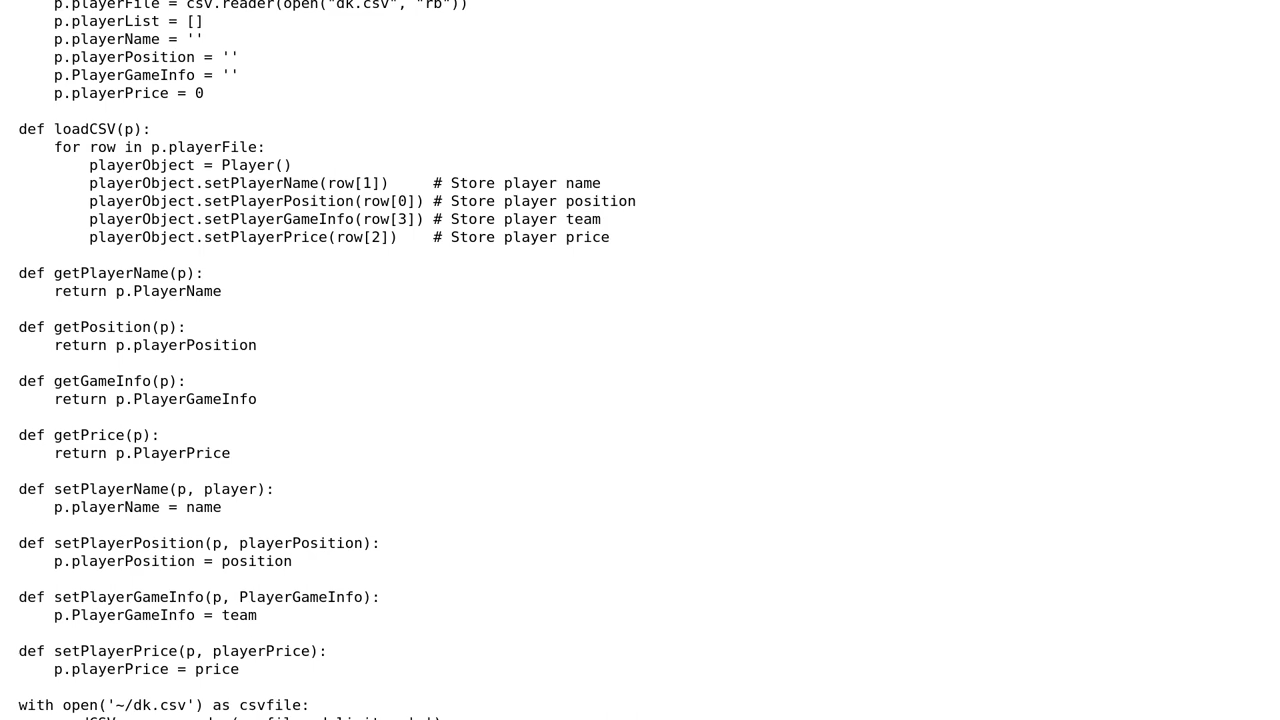 p.playerFile = csv.reader(open("dk.csv", "rb"))
p.playerList = []
p.playerName = ''
p.playerPosition = ''
p.PlayerGameInfo = ''
p.playerPrice = 0
def loadCSV(p):
for row in p.playerFile:
playerObject = Player()
playerObject.setPlayerName(row[1])     # Store player name
playerObject.setPlayerPosition(row[0]) # Store player position
playerObject.setPlayerGameInfo(row[3]) # Store player team
playerObject.setPlayerPrice(row[2])    # Store player price
def getPlayerName(p):
return p.PlayerName
def getPosition(p):
return p.playerPosition
def getGameInfo(p):
return p.PlayerGameInfo
def getPrice(p):
return p.PlayerPrice
def setPlayerName(p, player):
p.playerName = name
def setPlayerPosition(p, playerPosition):
p.playerPosition = position
def setPlayerGameInfo(p, PlayerGameInfo):
p.PlayerGameInfo = team
def setPlayerPrice(p, playerPrice):
p.playerPrice = price
with open('~/dk.csv') as csvfile: